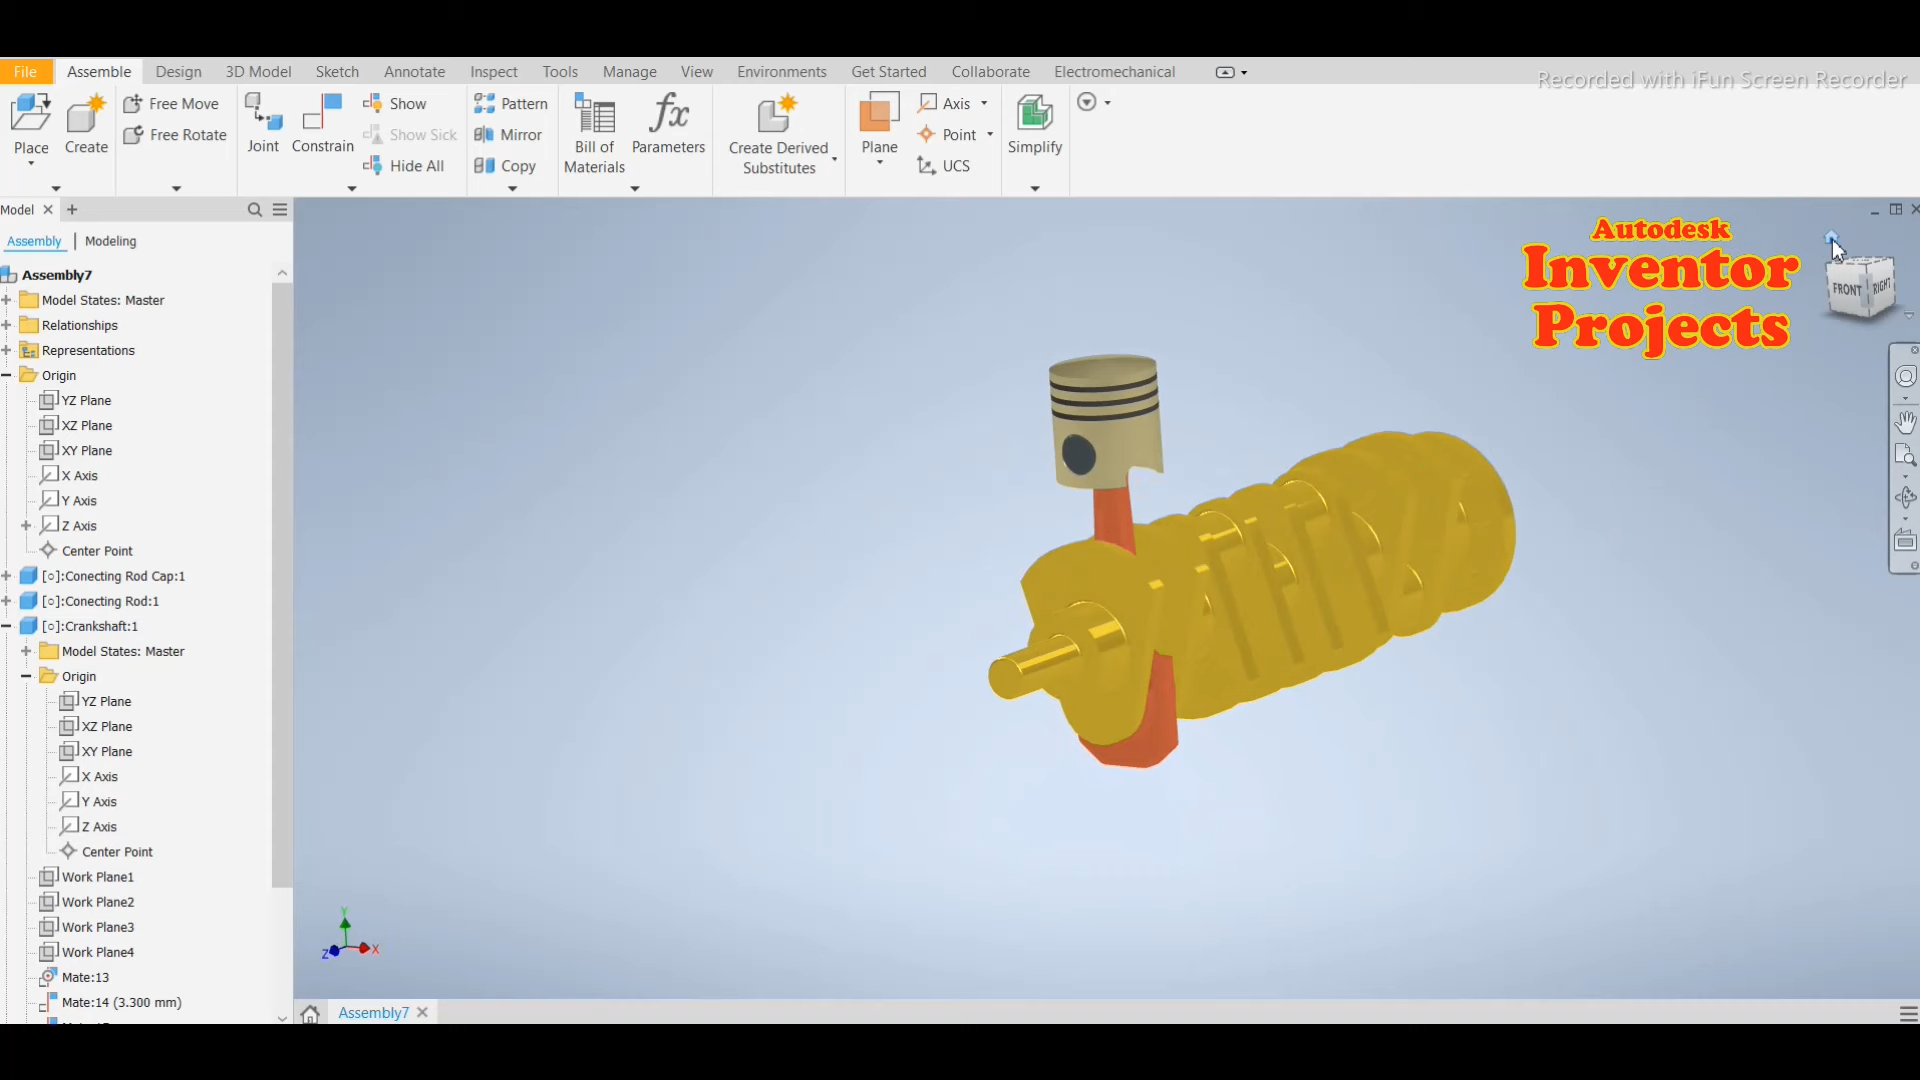 File Assemble Design 3D Model Sketch Annotate Inspect Tools Manage View Environments Get Started Collaborate Electromechanical
Recorded with iFun Screen Recorder
Place
Create
Free Move
Free Rotate
Joint
Constrain
Show
Show Sick
Hide All
Pattern
Mirror
Copy
Bill of
Materials
fx
Parameters
Create Derived
Substitutes
Plane
Axis
Point
UCS
Simplify
Model
Assembly | Modeling
Assembly7
Model States: Master
Relationships
Representations
Origin
YZ Plane
XZ Plane
XY Plane
X Axis
Y Axis
Z Axis
Center Point
[○]:Conecting Rod Cap:1
[○]:Conecting Rod:1
[○]:Crankshaft:1
Model States: Master
Origin
YZ Plane
XZ Plane
XY Plane
X Axis
Y Axis
Z Axis
Center Point
Work Plane1
Work Plane2
Work Plane3
Work Plane4
Mate:13
Mate:14 (3.300 mm)
Autodesk
Inventor
Projects
FRONT RIGHT
Y
Z X
Assembly7